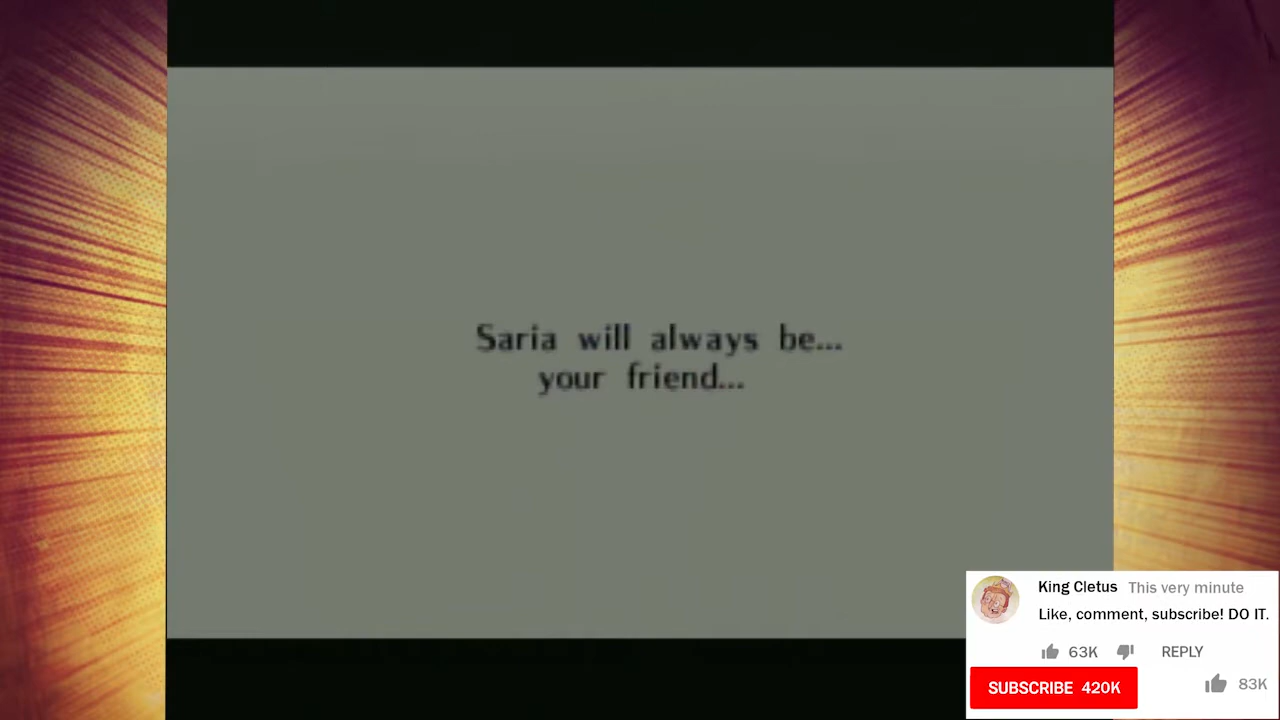 Saria will always be...
your friend...
King Cletus This very minute
Like, comment, subscribe! DO IT.
63K REPLY
SUBSCRIBE 420K 83K